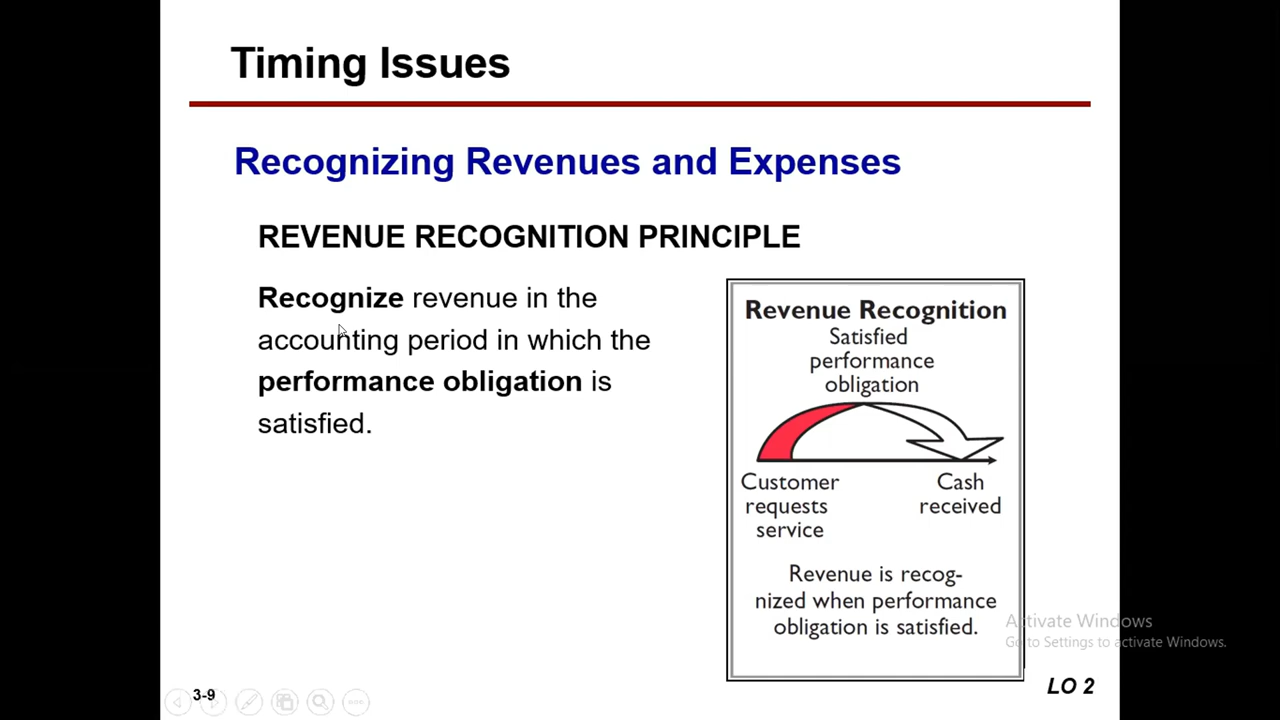 Timing Issues
Recognizing Revenues and Expenses
REVENUE RECOGNITION PRINCIPLE
Recognize revenue in the
accounting period in which the
performance obligation is
satisfied.
Revenue Recognition
Satisfied
performance
obligation
Customer
requests
service
Cash
received
Revenue is recog-
nized when performance
obligation is satisfied.
Activate Windows
Go to Settings to activate Windows.
3-9
LO 2